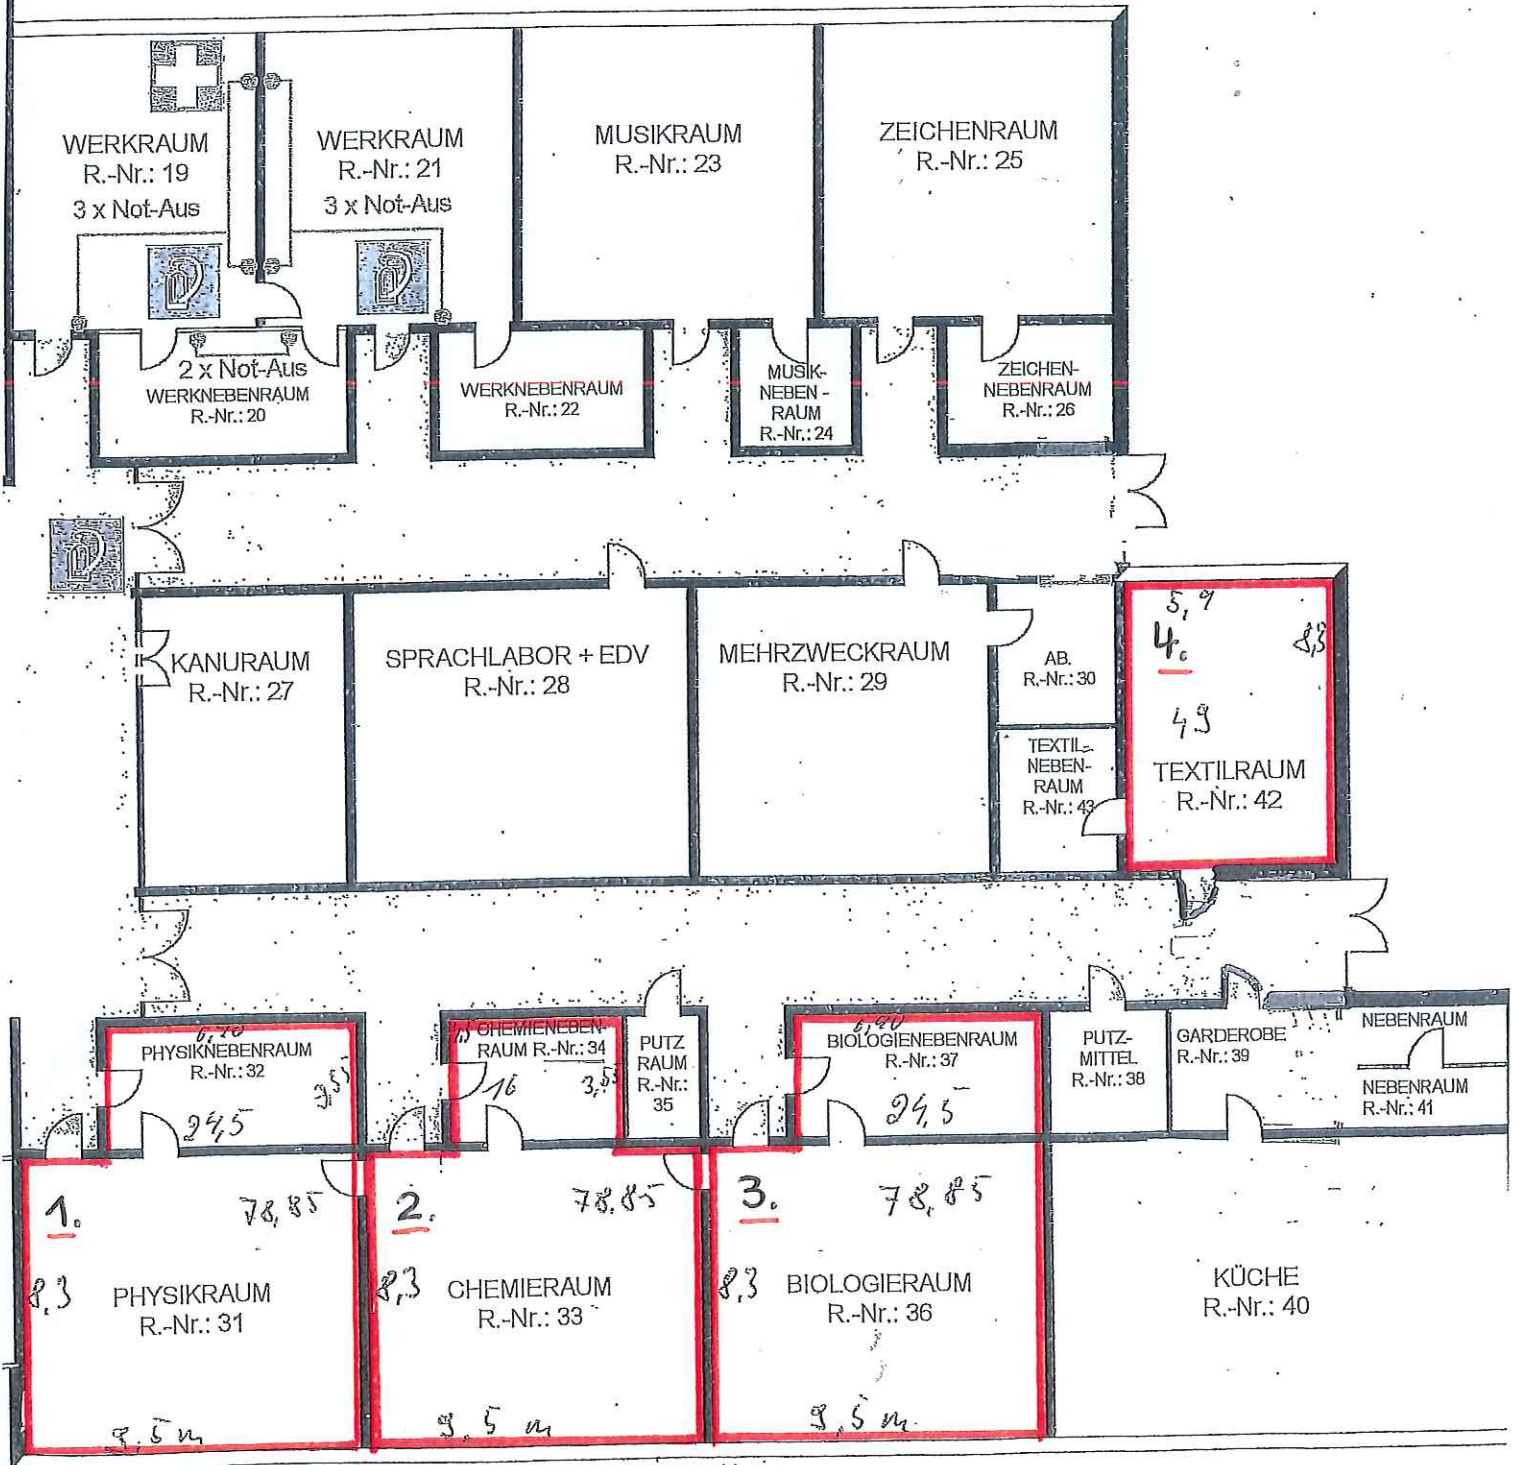 WERKRAUM
R.-Nr.: 19
3 x Not-Aus
WERKRAUM
R.-Nr.: 21
3 x Not-Aus
MUSIKRAUM
R.-Nr.: 23
ZEICHENRAUM
R.-Nr.: 25
2 x Not-Aus
WERKNEBENRAUM
R.-Nr.: 20
WERKNEBENRAUM
R.-Nr.: 22
MUSIK-
NEBEN -
RAUM
R.-Nr.: 24
ZEICHEN-
NEBENRAUM
R.-Nr.: 26
KANURAUM
R.-Nr.: 27
SPRACHLABOR + EDV
R.-Nr.: 28
MEHRZWECKRAUM
R.-Nr.: 29
AB.
R.-Nr.: 30
TEXTIL-
NEBEN-
RAUM
R.-Nr.: 43
5,9
4.
8,3
49
TEXTILRAUM
R.-Nr.: 42
PHYSIKNEBENRAUM
R.-Nr.: 32
3,55
24,5
CHEMIENEBEN-
RAUM R.-Nr.: 34
16
3,55
PUTZ
RAUM
R.-Nr.:
35
6,90
BIOLOGIENEBENRAUM
R.-Nr.: 37
24,5
PUTZ-
MITTEL
R.-Nr.: 38
GARDEROBE
R.-Nr.: 39
NEBENRAUM
NEBENRAUM
R.-Nr.: 41
1.
78,85
8,3
PHYSIKRAUM
R.-Nr.: 31
9,5 m
2.
78.85
8,3
CHEMIERAUM
R.-Nr.: 33
9,5 m
3.
78,85
8,3
BIOLOGIERAUM
R.-Nr.: 36
9,5 m
KÜCHE
R.-Nr.: 40